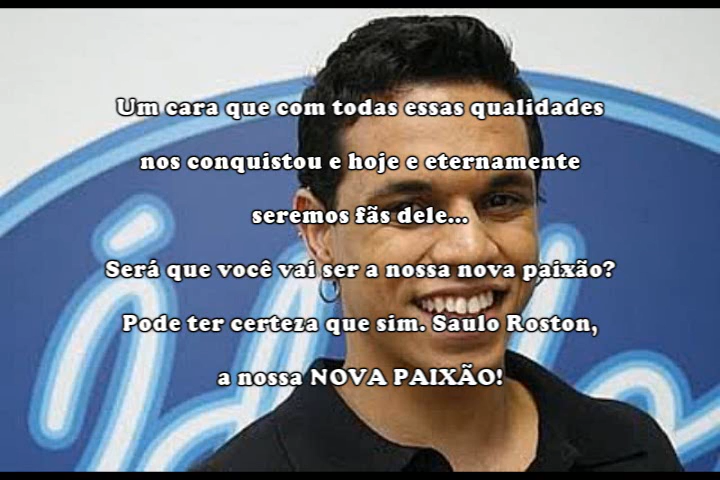 Um cara que com todas essas qualidades
nos conquistou e hoje e eternamente
seremos fãs dele...
Será que você vai ser a nossa nova paixão?
Pode ter certeza que sim. Saulo Roston,
a nossa NOVA PAIXÃO!